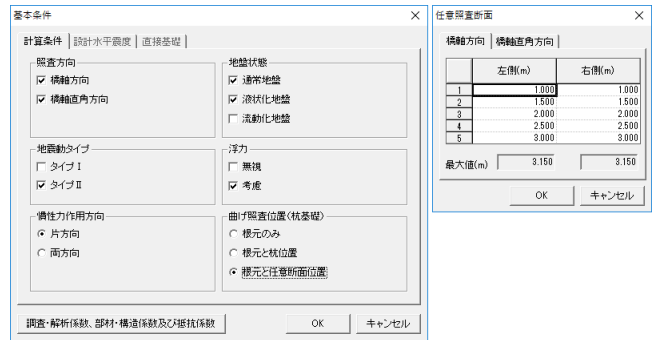 基本条件
計算条件 設計水平震度 直接基礎
照査方向
橋軸方向
橋軸直角方向
地盤状態
通常地盤
液状化地盤
流動化地盤
地震動タイプ
タイプⅠ
タイプⅡ
浮力
無視
考慮
慣性力作用方向
片方向
両方向
曲げ照査位置(杭基礎)
根元のみ
根元と杭位置
根元と任意断面位置
調査・解析係数、部材・構造係数及び抵抗係数
OK
キャンセル
任意照査断面
橋軸方向 橋軸直角方向
左側(m) 右側(m)
1 1.000 1.000
2 1.500 1.500
3 2.000 2.000
4 2.500 2.500
5 3.000 3.000
最大値(m) 3.150 3.150
OK
キャンセル